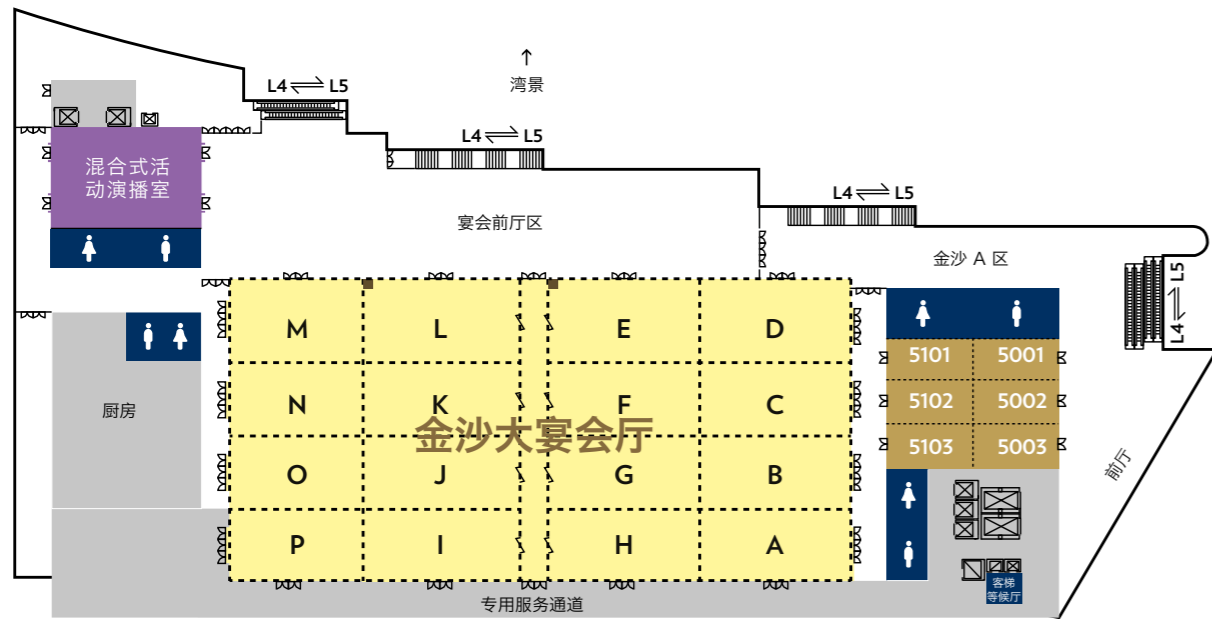 ↑
湾景
L4 ⇌ L5
L4 ⇌ L5
L4 ⇌ L5
L4 ⇌ L5
混合式活
动演播室
宴会前厅区
金沙 A 区
M L E D
5101 5001
N K F C
5102 5002
厨房
金沙大宴会厅
5103 5003
前厅
O J G B
P I H A
客梯
等候厅
专用服务通道